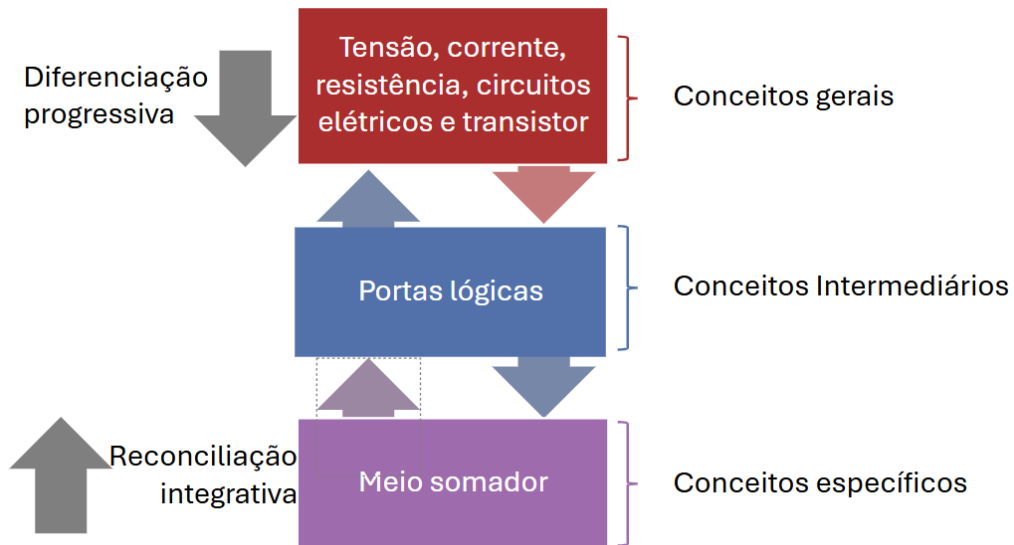 Diferenciação
progressiva
Tensão, corrente,
resistência, circuitos
elétricos e transistor
Conceitos gerais
Portas lógicas
Conceitos Intermediários
Reconciliação
integrativa
Meio somador
Conceitos específicos